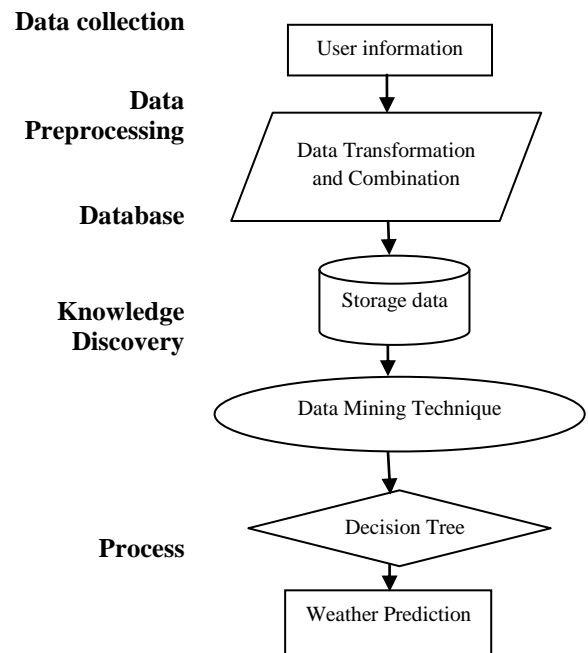 Data collection
User information
Data
Preprocessing
Data Transformation
and Combination
Database
Storage data
Knowledge
Discovery
Data Mining Technique
Decision Tree
Process
Weather Prediction